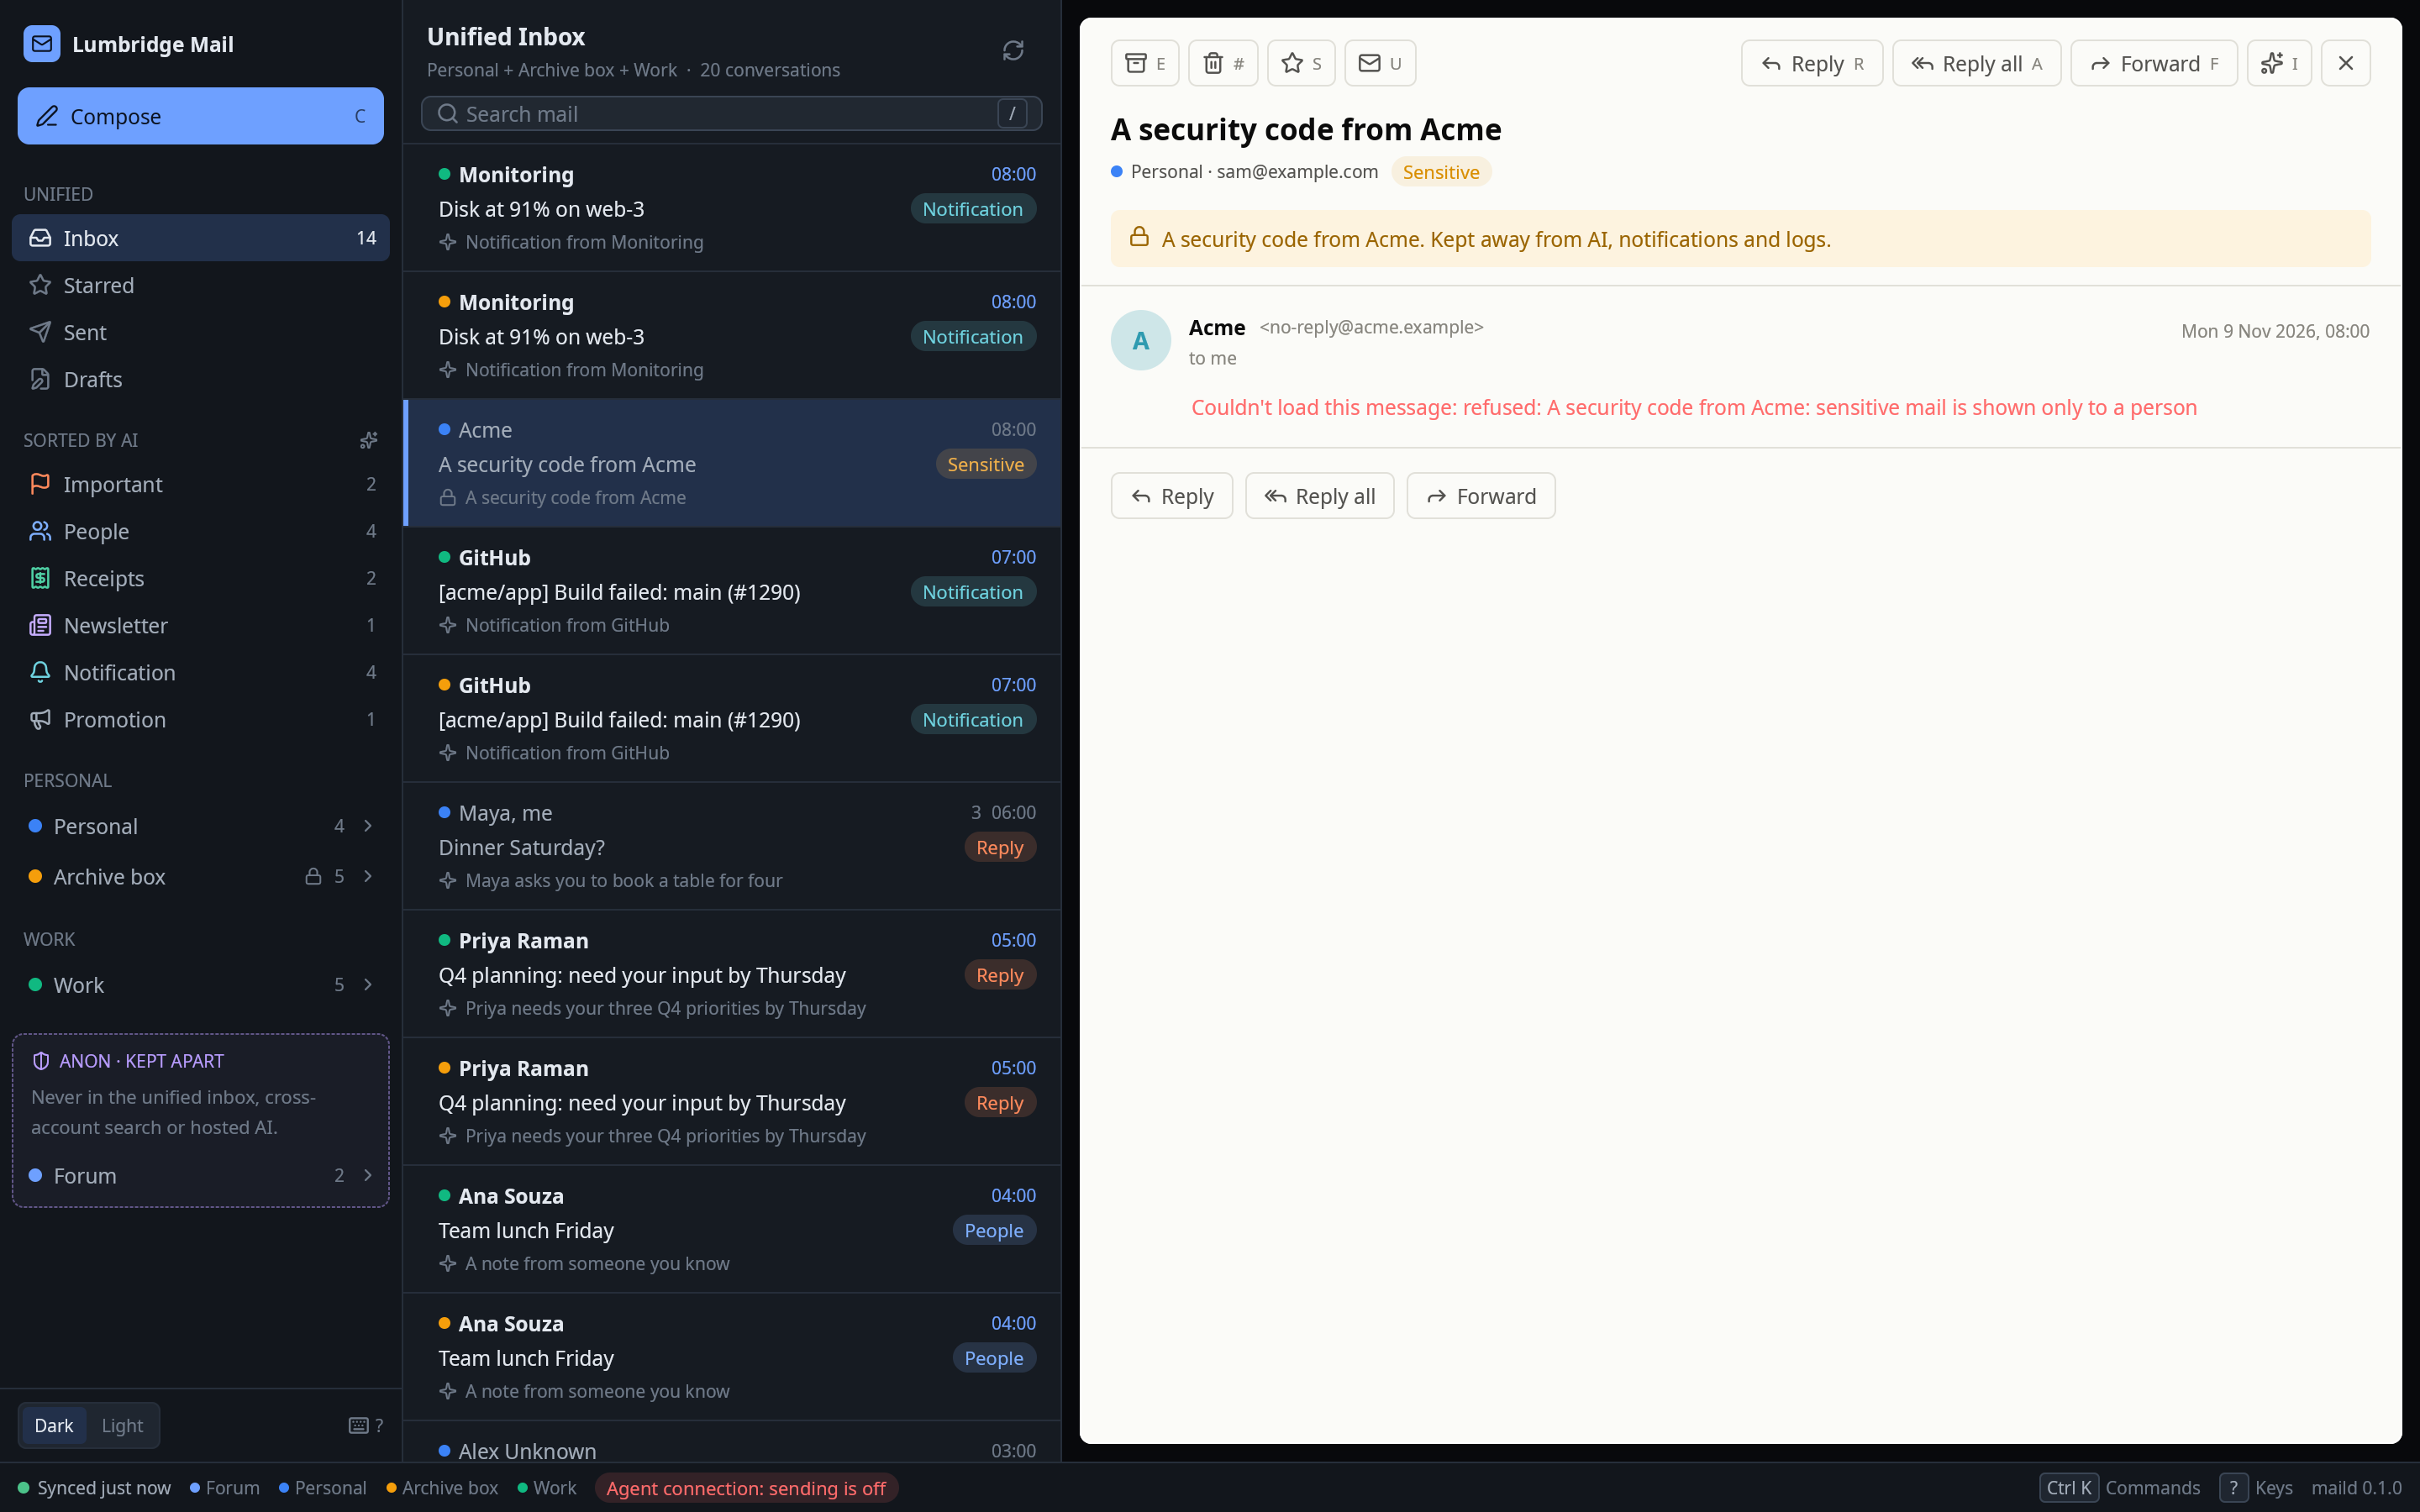 Lumbridge Mail
Compose C
UNIFIED
Inbox 14
Starred
Sent
Drafts
SORTED BY AI
Important 2
People 4
Receipts 2
Newsletter 1
Notification 4
Promotion 1
PERSONAL
Personal 4
Archive box 5
WORK
Work 5
ANON · KEPT APART
Never in the unified inbox, cross-
account search or hosted AI.
Forum 2
Dark Light ?
Unified Inbox
Personal + Archive box + Work · 20 conversations
Search mail /
Monitoring 08:00
Disk at 91% on web-3 Notification
Notification from Monitoring
Monitoring 08:00
Disk at 91% on web-3 Notification
Notification from Monitoring
Acme 08:00
A security code from Acme Sensitive
A security code from Acme
GitHub 07:00
[acme/app] Build failed: main (#1290) Notification
Notification from GitHub
GitHub 07:00
[acme/app] Build failed: main (#1290) Notification
Notification from GitHub
Maya, me 3 06:00
Dinner Saturday? Reply
Maya asks you to book a table for four
Priya Raman 05:00
Q4 planning: need your input by Thursday Reply
Priya needs your three Q4 priorities by Thursday
Priya Raman 05:00
Q4 planning: need your input by Thursday Reply
Priya needs your three Q4 priorities by Thursday
Ana Souza 04:00
Team lunch Friday People
A note from someone you know
Ana Souza 04:00
Team lunch Friday People
A note from someone you know
Alex Unknown 03:00
E # S U Reply R Reply all A Forward F I
A security code from Acme
Personal · sam@example.com Sensitive
A security code from Acme. Kept away from AI, notifications and logs.
A Acme <no-reply@acme.example> Mon 9 Nov 2026, 08:00
to me
Couldn't load this message: refused: A security code from Acme: sensitive mail is shown only to a person
Reply Reply all Forward
Synced just now Forum Personal Archive box Work Agent connection: sending is off Ctrl K Commands ? Keys maild 0.1.0